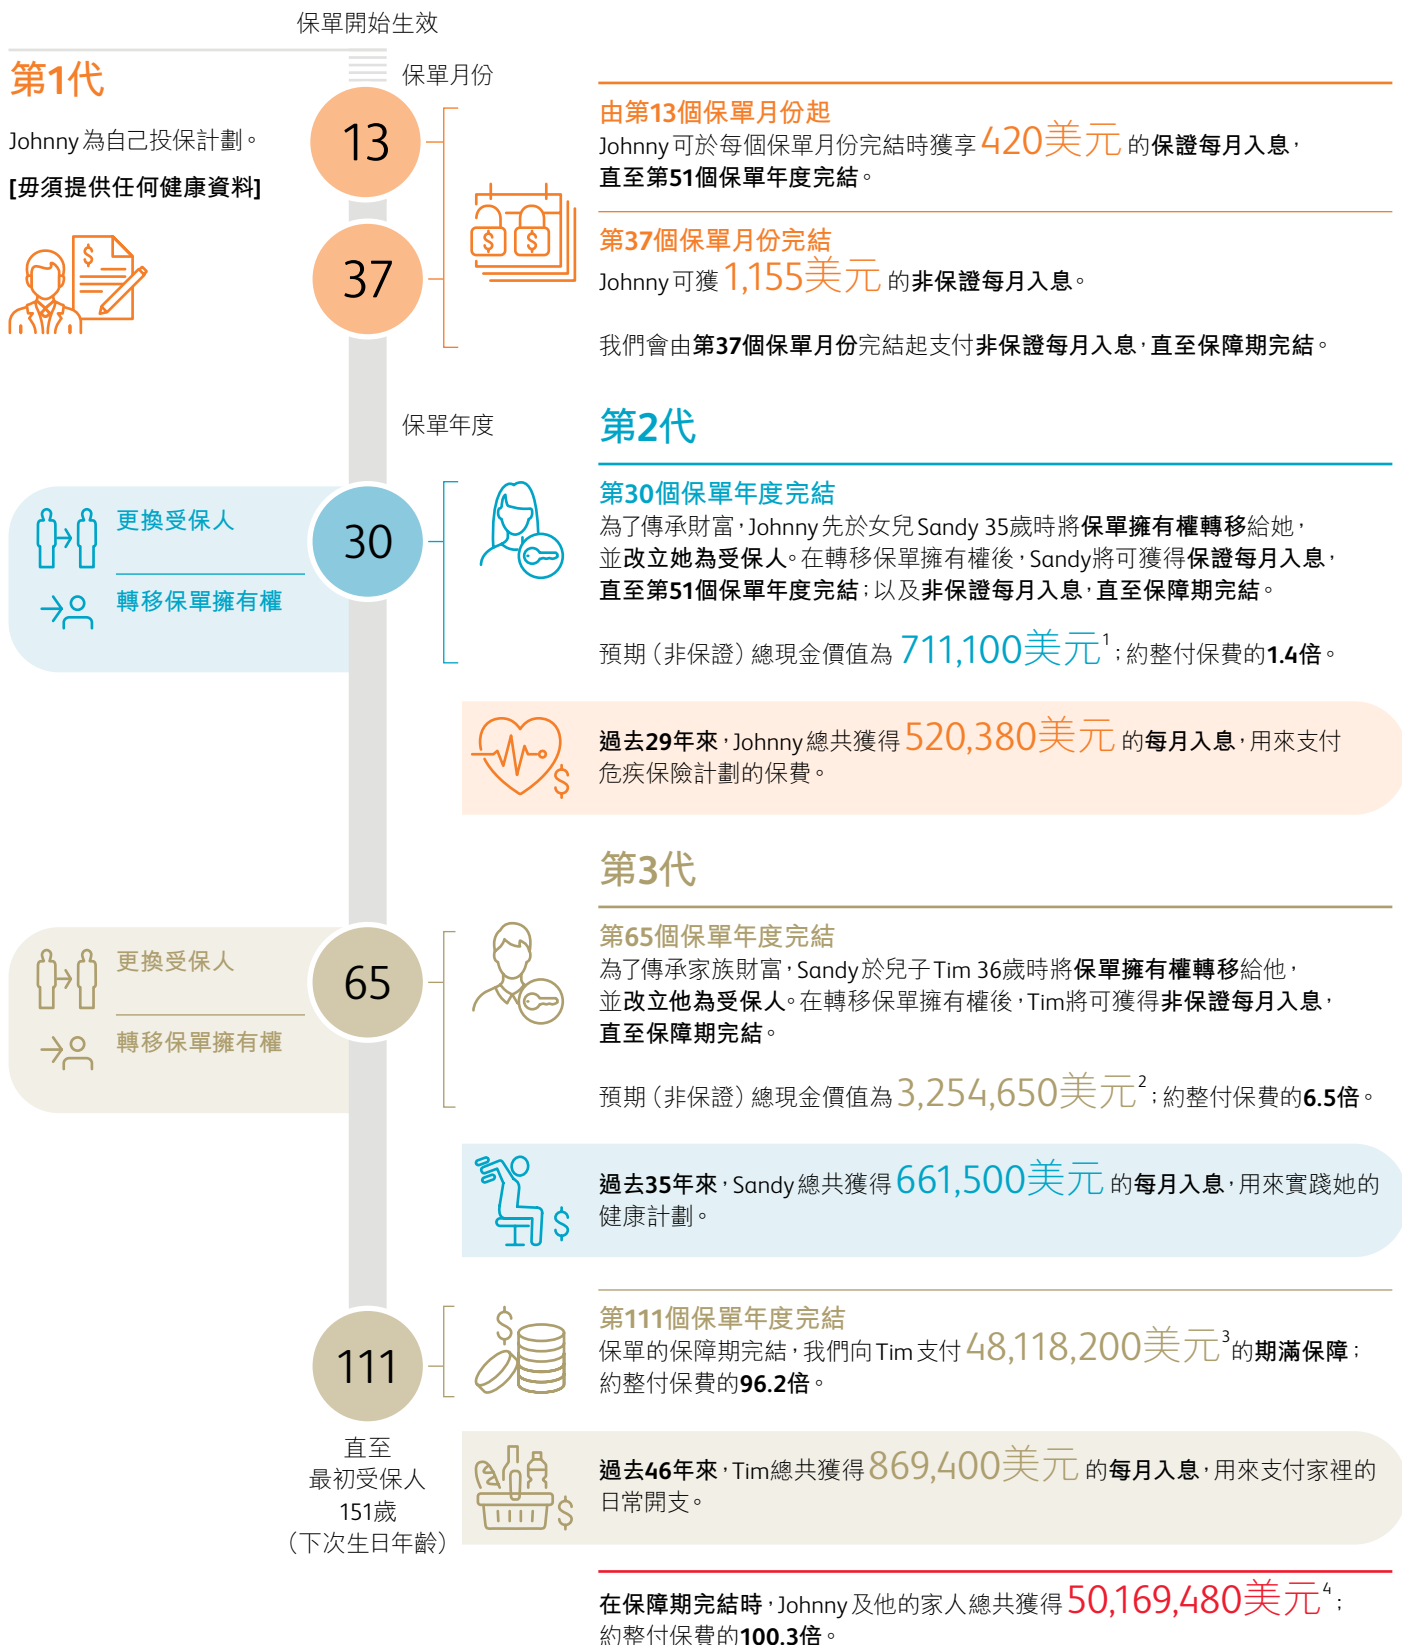 保單開始生效
第1代
Johnny為自己投保計劃。
[毋須提供任何健康資料]
保單月份
13
由第13個保單月份起
Johnny可於每個保單月份完結時獲享420美元的保證每月入息，
直至第51個保單年度完結。
37
第37個保單月份完結
Johnny可獲1,155美元的非保證每月入息。
我們會由第37個保單月份完結起支付非保證每月入息，直至保障期完結。
保單年度
第2代
更換受保人
轉移保單擁有權
30
第30個保單年度完結
為了傳承財富，Johnny先於女兒Sandy 35歲時將保單擁有權轉移給她，
並改立她為受保人。在轉移保單擁有權後，Sandy將可獲得保證每月入息，
直至第51個保單年度完結；以及非保證每月入息，直至保障期完結。
預期（非保證）總現金價值為711,100美元¹；約整付保費的1.4倍。
$
過去29年來，Johnny總共獲得520,380美元的每月入息，用來支付
危疾保險計劃的保費。
第3代
更換受保人
轉移保單擁有權
65
第65個保單年度完結
為了傳承家族財富，Sandy於兒子Tim 36歲時將保單擁有權轉移給他，
並改立他為受保人。在轉移保單擁有權後，Tim將可獲得非保證每月入息，
直至保障期完結。
預期（非保證）總現金價值為3,254,650美元²；約整付保費的6.5倍。
$
過去35年來，Sandy總共獲得661,500美元的每月入息，用來實踐她的
健康計劃。
111
直至
最初受保人
151歲
（下次生日年齡）
$
第111個保單年度完結
保單的保障期完結，我們向Tim支付48,118,200美元³的期滿保障；
約整付保費的96.2倍。
$
過去46年來，Tim總共獲得869,400美元的每月入息，用來支付家裡的
日常開支。
在保障期完結時，Johnny及他的家人總共獲得50,169,480美元⁴；
約整付保費的100.3倍。